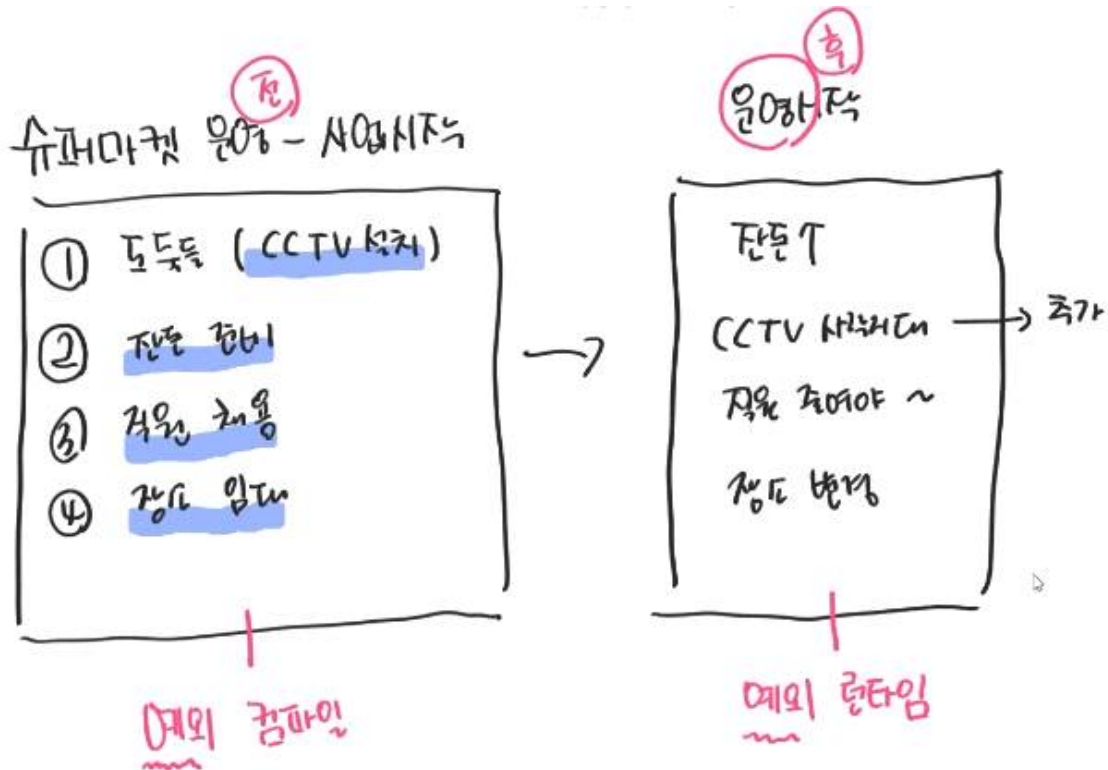 전
슈퍼마켓 운영 - 사업시작
① 도둑들 (CCTV 설치)
② 잔돈 준비
③ 직원 채용
④ 장소 임대
예외 컴파일
후
운영시작
잔돈↑
CCTV 사각지대 → 추가
직원 줄여야 ~
장소 변경
예외 런타임